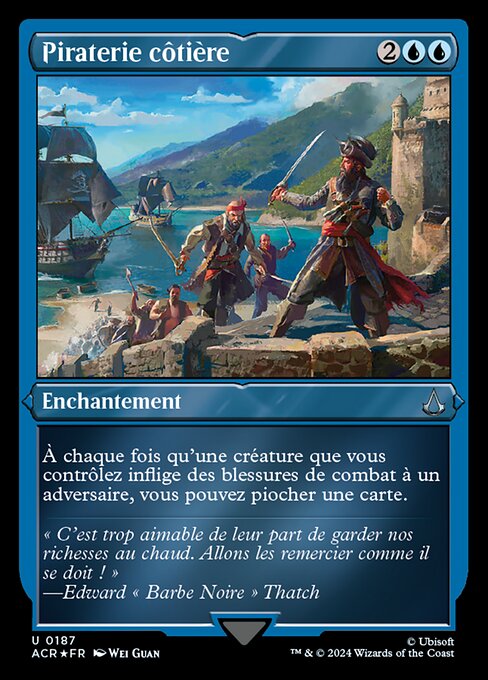 Piraterie côtière 2
Enchantement
À chaque fois qu'une créature que vous
contrôlez inflige des blessures de combat à un
adversaire, vous pouvez piocher une carte.
« C'est trop aimable de leur part de garder nos
richesses au chaud. Allons les remercier comme il
se doit ! »
—Edward « Barbe Noire » Thatch
U 0187
ACR★FR Wei Guan
© Ubisoft
™ & © 2024 Wizards of the Coast